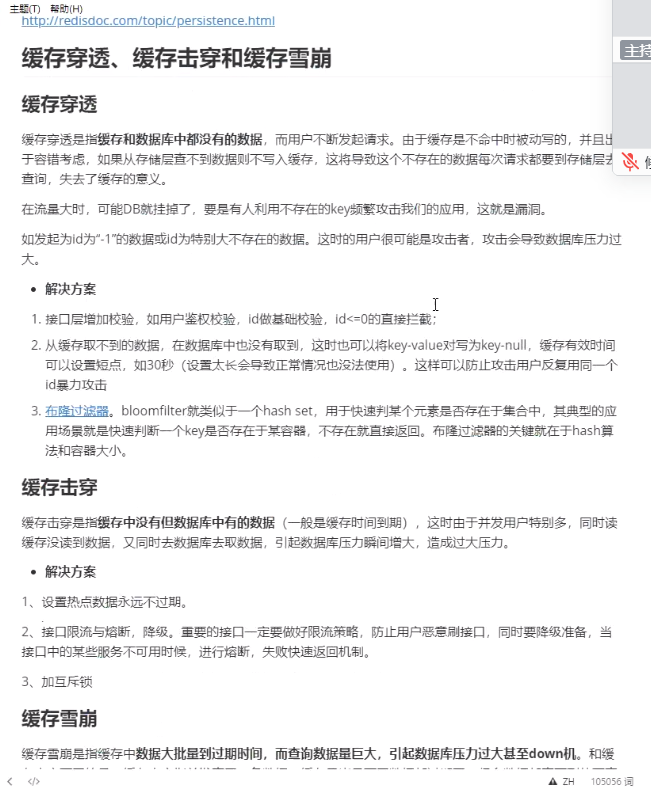 主题(T) 帮助(H)
http://redisdoc.com/topic/persistence.html
主持
缓存穿透、缓存击穿和缓存雪崩
缓存穿透
缓存穿透是指缓存和数据库中都没有的数据，而用户不断发起请求。由于缓存是不命中时被动写的，并且出
于容错考虑，如果从存储层查不到数据则不写入缓存，这将导致这个不存在的数据每次请求都要到存储层去
查询，失去了缓存的意义。
在流量大时，可能DB就挂掉了，要是有人利用不存在的key频繁攻击我们的应用，这就是漏洞。
如发起为id为“-1”的数据或id为特别大不存在的数据。这时的用户很可能是攻击者，攻击会导致数据库压力过
大。
• 解决方案
1. 接口层增加校验，如用户鉴权校验，id做基础校验，id<=0的直接拦截；
2. 从缓存取不到的数据，在数据库中也没有取到，这时也可以将key-value对写为key-null，缓存有效时间
可以设置短点，如30秒（设置太长会导致正常情况也没法使用）。这样可以防止攻击用户反复用同一个
id暴力攻击
3. 布隆过滤器。bloomfilter就类似于一个hash set，用于快速判某个元素是否存在于集合中，其典型的应
用场景就是快速判断一个key是否存在于某容器，不存在就直接返回。布隆过滤器的关键就在于hash算
法和容器大小。
缓存击穿
缓存击穿是指缓存中没有但数据库中有的数据（一般是缓存时间到期），这时由于并发用户特别多，同时读
缓存没读到数据，又同时去数据库去取数据，引起数据库压力瞬间增大，造成过大压力。
• 解决方案
1、设置热点数据永远不过期。
2、接口限流与熔断，降级。重要的接口一定要做好限流策略，防止用户恶意刷接口，同时要降级准备，当
接口中的某些服务不可用时候，进行熔断，失败快速返回机制。
3、加互斥锁
缓存雪崩
缓存雪崩是指缓存中数据大批量到过期时间，而查询数据量巨大，引起数据库压力过大甚至down机。和缓
ZH 105056 词